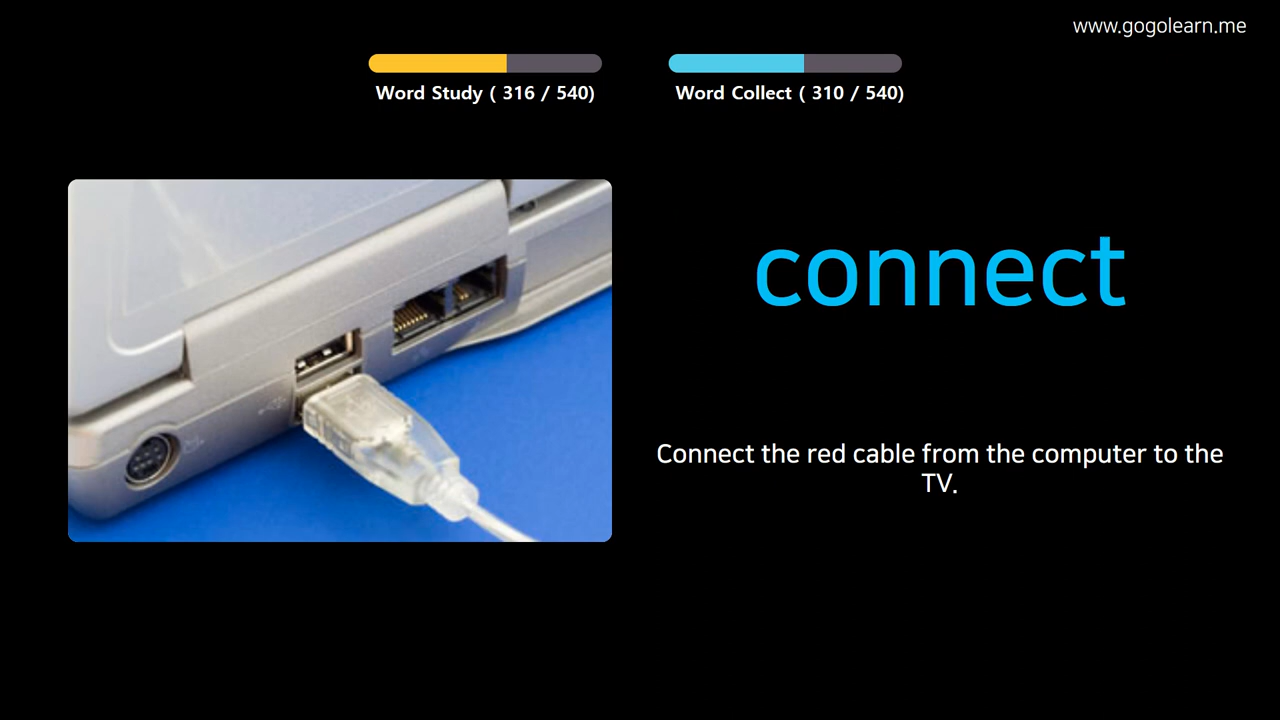 www.gogolearn.me
Word Study ( 316 / 540)
Word Collect ( 310 / 540)
connect
Connect the red cable from the computer to the
TV.